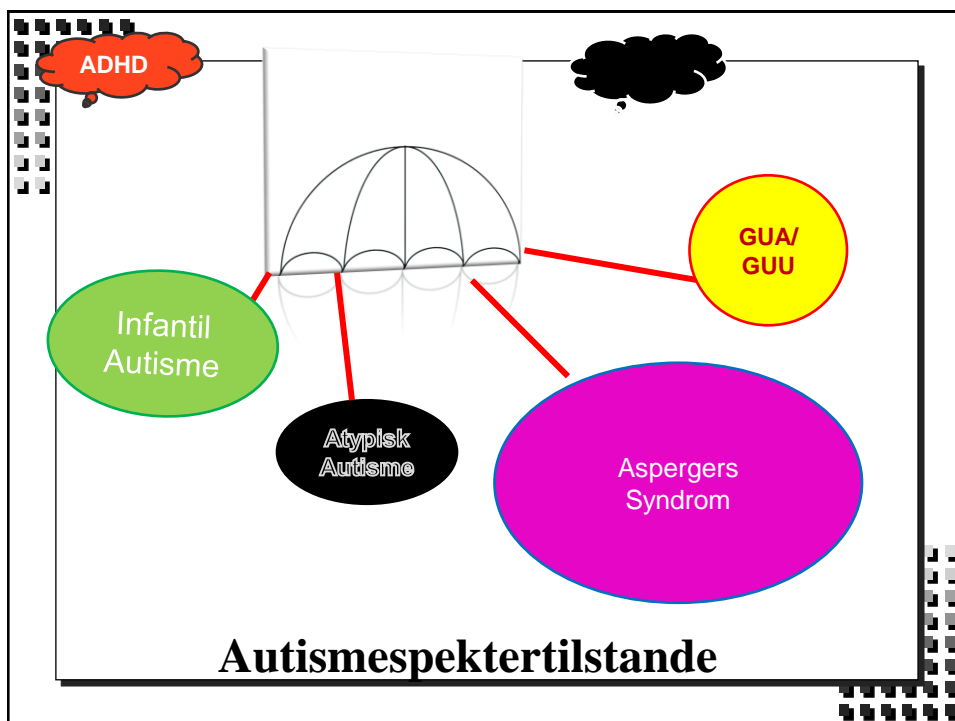 ADHD
GUA/
GUU
Infantil
Autisme
Atypisk
Autisme
Aspergers
Syndrom
Autismespektertilstande